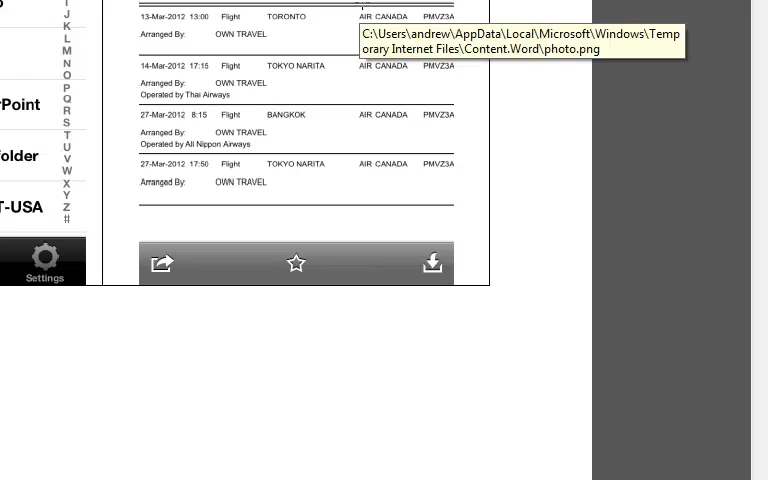 J
K
L
M
N
O
P
Q
R
S
T
U
V
W
X
Y
Z
#
rPoint
folder
T-USA
Settings
13-Mar-2012 13:00 Flight TORONTO AIR CANADA PMVZ3A
Arranged By: OWN TRAVEL
14-Mar-2012 17:15 Flight TOKYO NARITA AIR CANADA PMVZ3A
Arranged By: OWN TRAVEL
Operated by Thai Airways
27-Mar-2012 8:15 Flight BANGKOK AIR CANADA PMVZ3A
Arranged By: OWN TRAVEL
Operated by All Nippon Airways
27-Mar-2012 17:50 Flight TOKYO NARITA AIR CANADA PMVZ3A
Arranged By: OWN TRAVEL
C:\Users\andrew\AppData\Local\Microsoft\Windows\Temp
orary Internet Files\Content.Word\photo.png